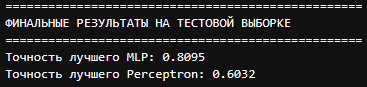 ==================================================
ФИНАЛЬНЫЕ РЕЗУЛЬТАТЫ НА ТЕСТОВОЙ ВЫБОРКЕ
==================================================
Точность лучшего MLP: 0.8095
Точность лучшего Perceptron: 0.6032